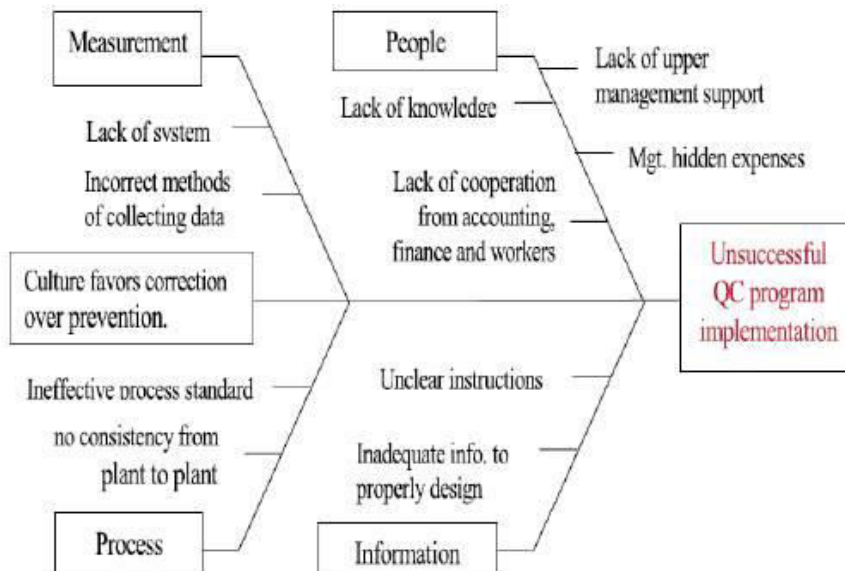 Measurement
People
Lack of upper
management support
Lack of knowledge
Lack of system
Mgt. hidden expenses
Incorrect methods
of collecting data
Lack of cooperation
from accounting,
finance and workers
Culture favors correction
over prevention.
Unsuccessful
QC program
implementation
Ineffective process standard
Unclear instructions
no consistency from
plant to plant
Inadequate info. to
properly design
Process
Information